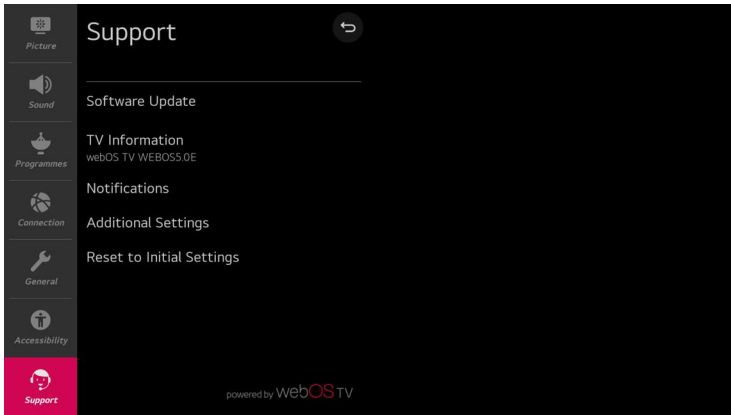 Picture
Sound
Programmes
Connection
General
Accessibility
Support
Support
Software Update
TV Information
webOS TV WEBOS5.0E
Notifications
Additional Settings
Reset to Initial Settings
powered by webOS TV